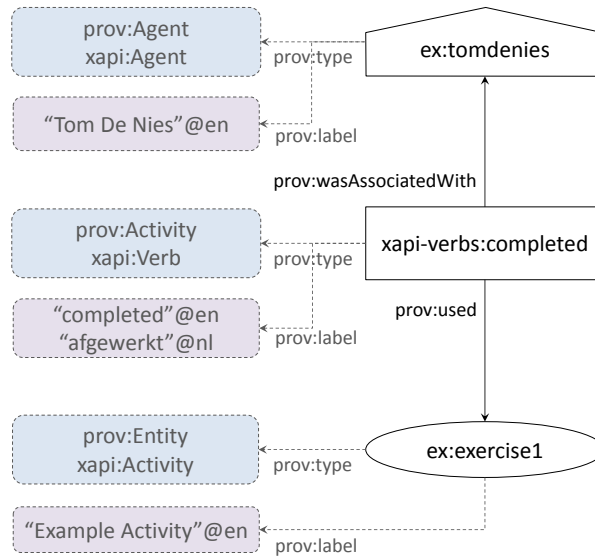 prov:Agent
xapi:Agent
prov:type
ex:tomdenies
“Tom De Nies”@en
prov:label
prov:wasAssociatedWith
prov:Activity
xapi:Verb
prov:type
xapi-verbs:completed
“completed”@en
“afgewerkt”@nl
prov:label
prov:used
prov:Entity
xapi:Activity
prov:type
ex:exercise1
“Example Activity”@en
prov:label